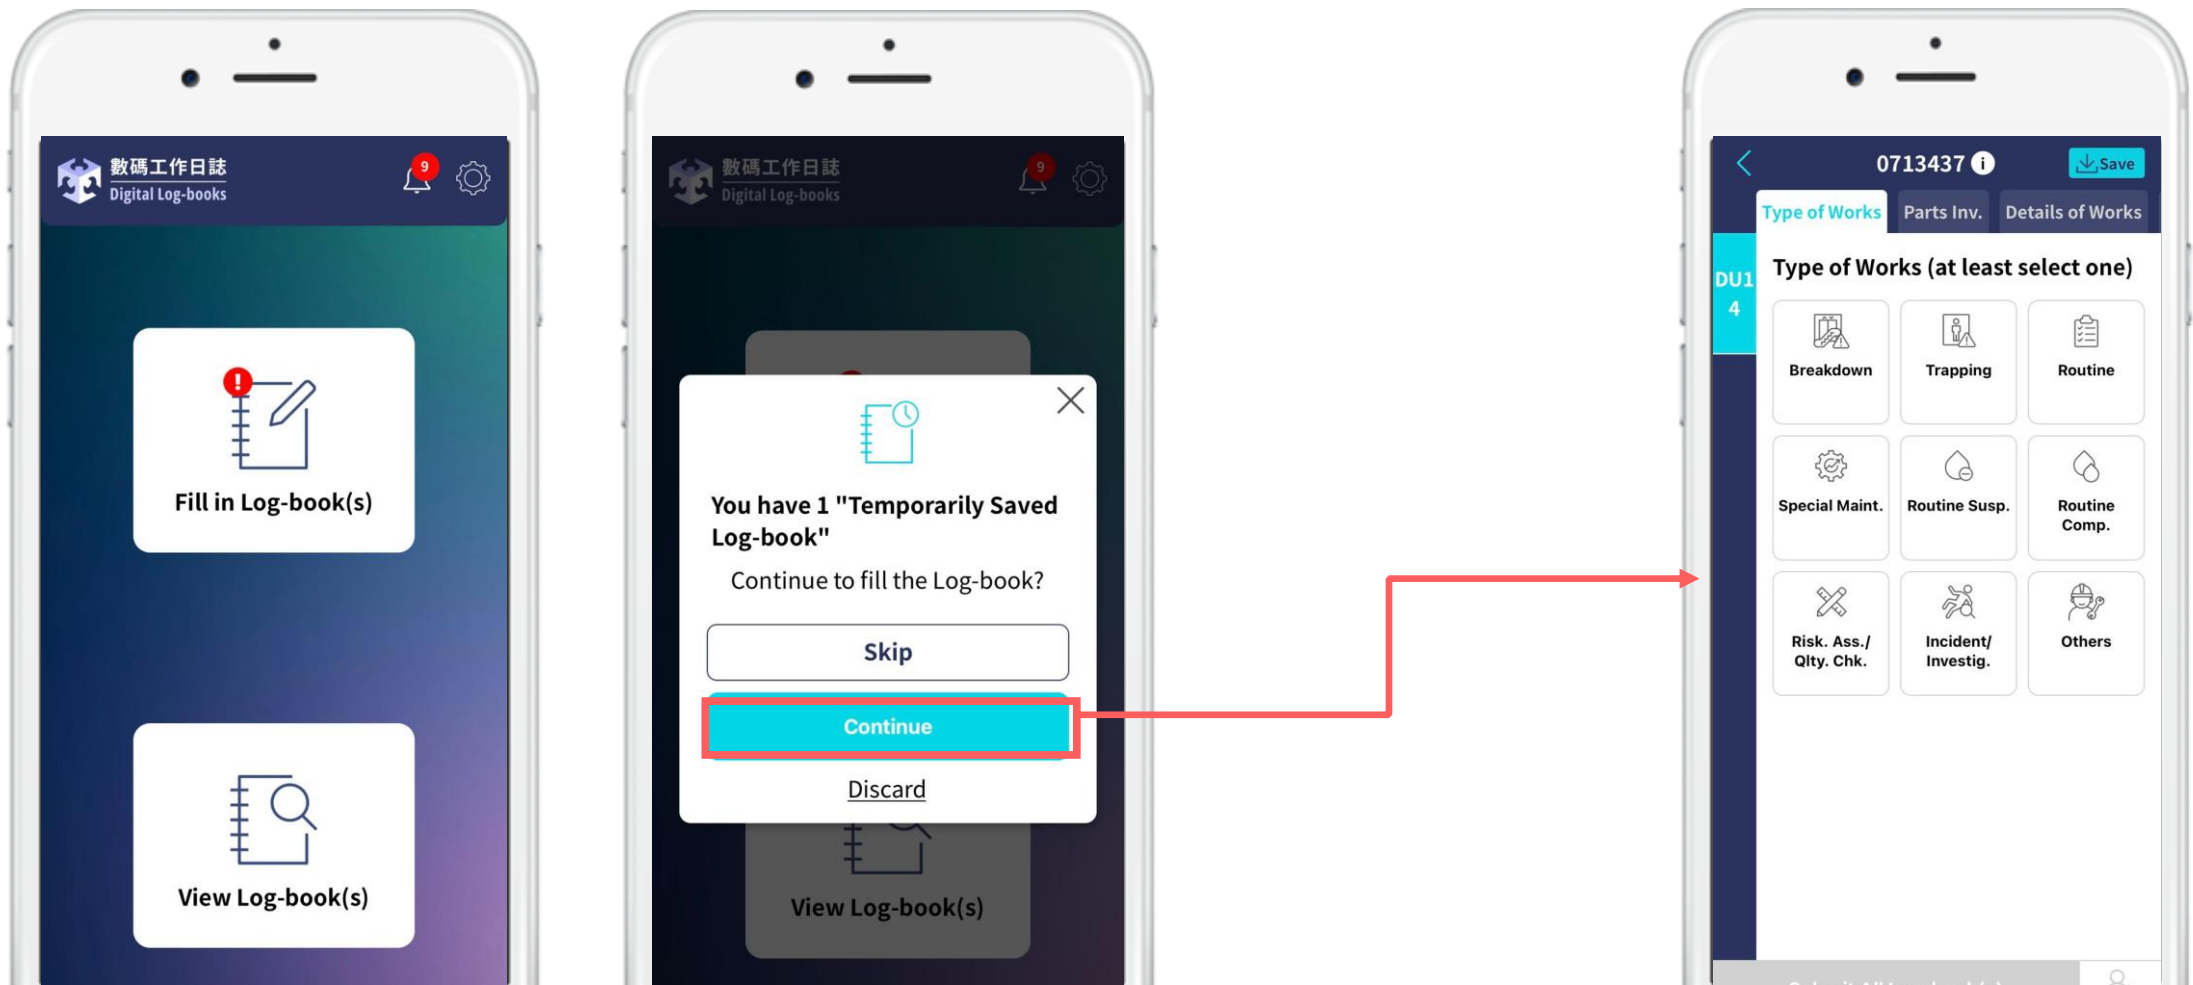 數碼工作日誌
Digital Log-books
9
!
Fill in Log-book(s)
View Log-book(s)
數碼工作日誌
Digital Log-books
9
You have 1 "Temporarily Saved
Log-book"
Continue to fill the Log-book?
Skip
Continue
Discard
View Log-book(s)
0713437 i
Save
Type of Works
Parts Inv.
Details of Works
DU1
4
Type of Works (at least select one)
Breakdown
Trapping
Routine
Special Maint.
Routine Susp.
Routine
Comp.
Risk. Ass./
Qlty. Chk.
Incident/
Investig.
Others